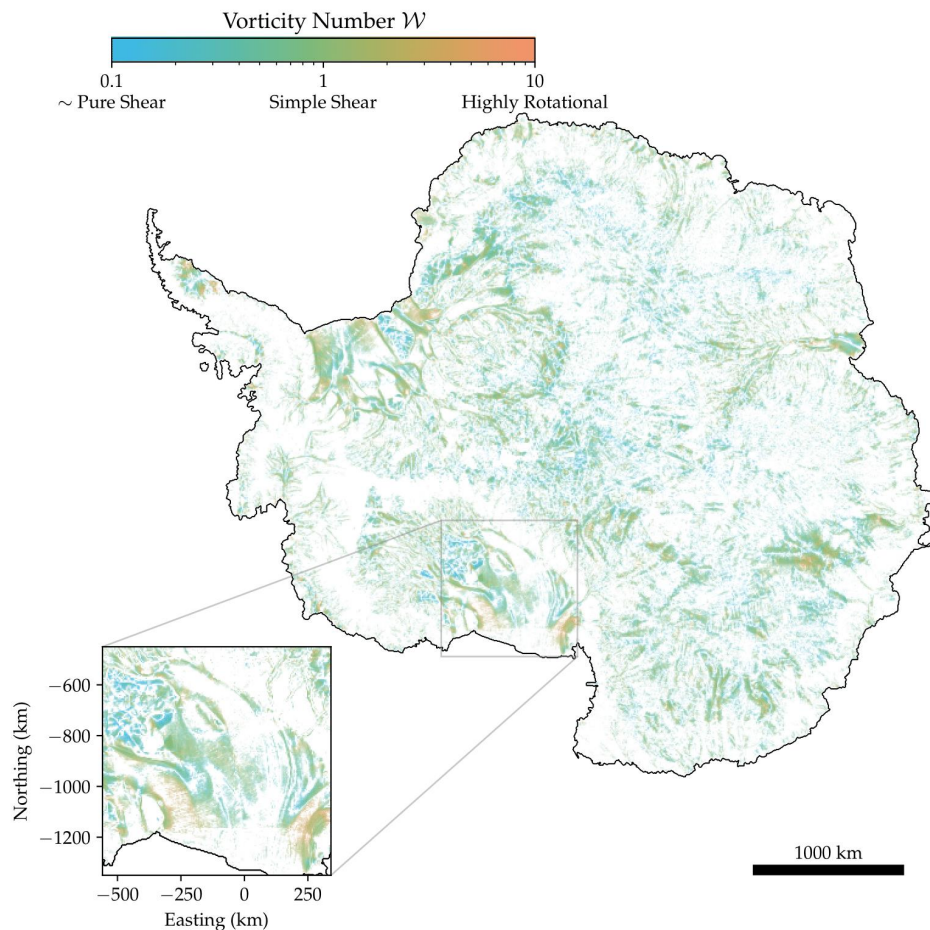 Vorticity Number 𝒲
0.1 1 10
∼ Pure Shear Simple Shear Highly Rotational
−600
−800
−1000
−1200
Northing (km)
−500 −250 0 250
Easting (km)
1000 km